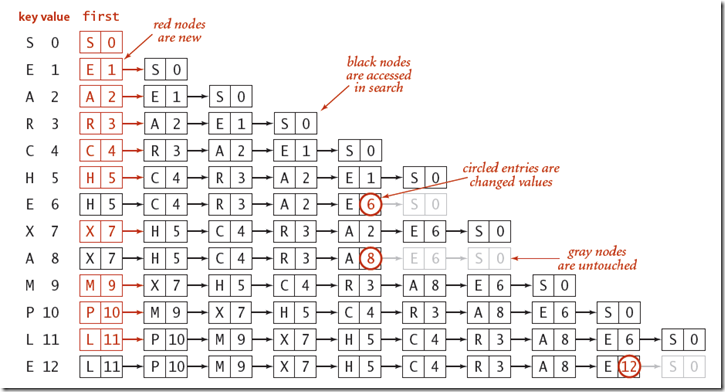 key value first
red nodes
are new
S 0 S 0
E 1 E 1 S 0
black nodes
are accessed
in search
A 2 A 2 E 1 S 0
R 3 R 3 A 2 E 1 S 0
C 4 C 4 R 3 A 2 E 1 S 0
circled entries are
changed values
H 5 H 5 C 4 R 3 A 2 E 1 S 0
E 6 H 5 C 4 R 3 A 2 E 6 S 0
X 7 X 7 H 5 C 4 R 3 A 2 E 6 S 0
gray nodes
are untouched
A 8 X 7 H 5 C 4 R 3 A 8 E 6 S 0
M 9 M 9 X 7 H 5 C 4 R 3 A 8 E 6 S 0
P 10 P 10 M 9 X 7 H 5 C 4 R 3 A 8 E 6 S 0
L 11 L 11 P 10 M 9 X 7 H 5 C 4 R 3 A 8 E 6 S 0
E 12 L 11 P 10 M 9 X 7 H 5 C 4 R 3 A 8 E 12 S 0